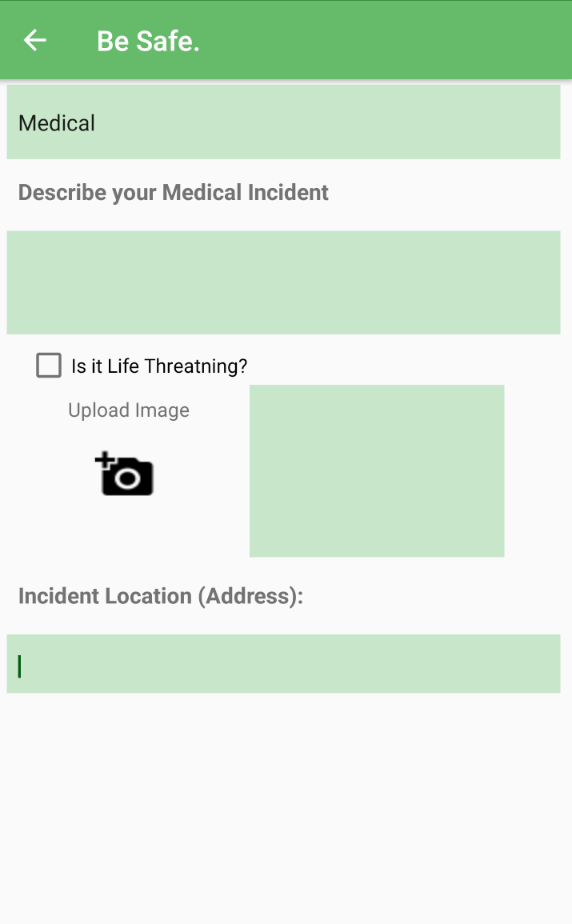 Be Safe.
Medical
Describe your Medical Incident
Is it Life Threatning?
Upload Image
Incident Location (Address):